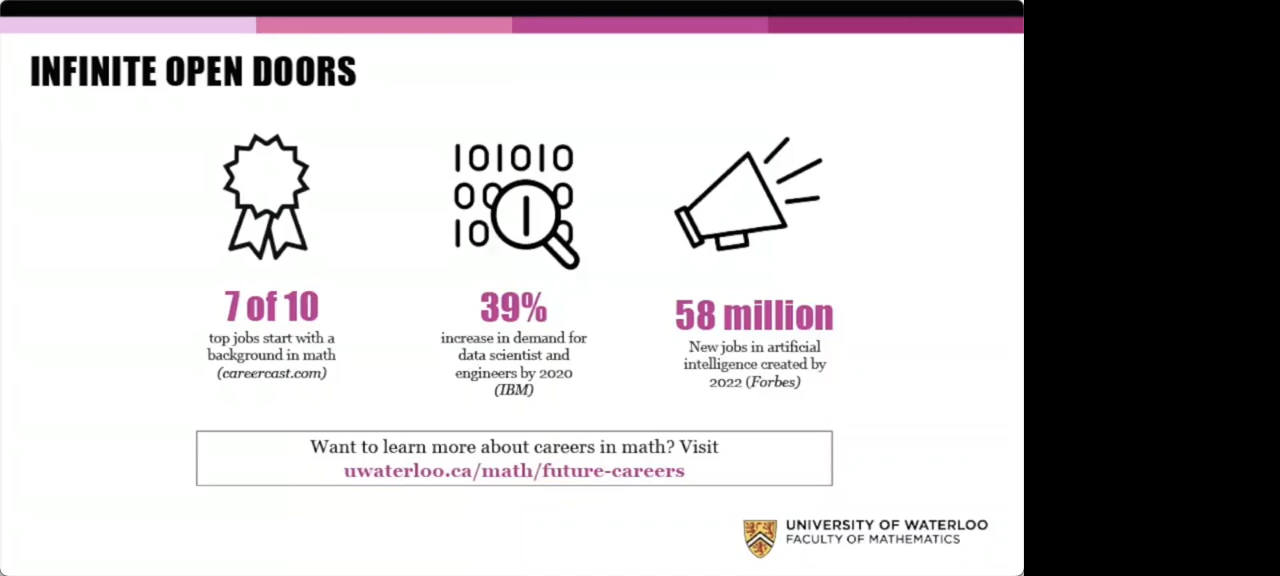 INFINITE OPEN DOORS
101010
00 0
10 1 0
7 of 10
top jobs start with a
background in math
(careercast.com)
39%
increase in demand for
data scientist and
engineers by 2020
(IBM)
58 million
New jobs in artificial
intelligence created by
2022 (Forbes)
Want to learn more about careers in math? Visit
uwaterloo.ca/math/future-careers
UNIVERSITY OF WATERLOO
FACULTY OF MATHEMATICS